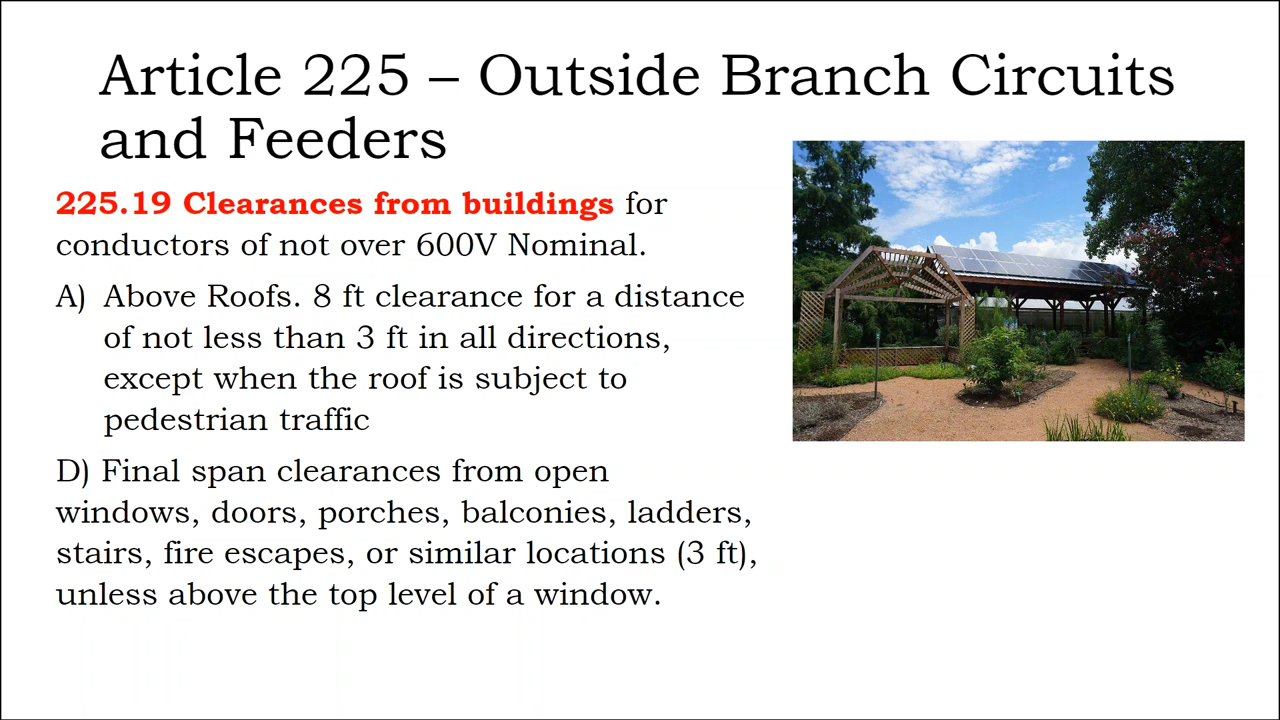 Article 225 – Outside Branch Circuits
and Feeders
225.19 Clearances from buildings for
conductors of not over 600V Nominal.
A) Above Roofs. 8 ft clearance for a distance
of not less than 3 ft in all directions,
except when the roof is subject to
pedestrian traffic
D) Final span clearances from open
windows, doors, porches, balconies, ladders,
stairs, fire escapes, or similar locations (3 ft),
unless above the top level of a window.